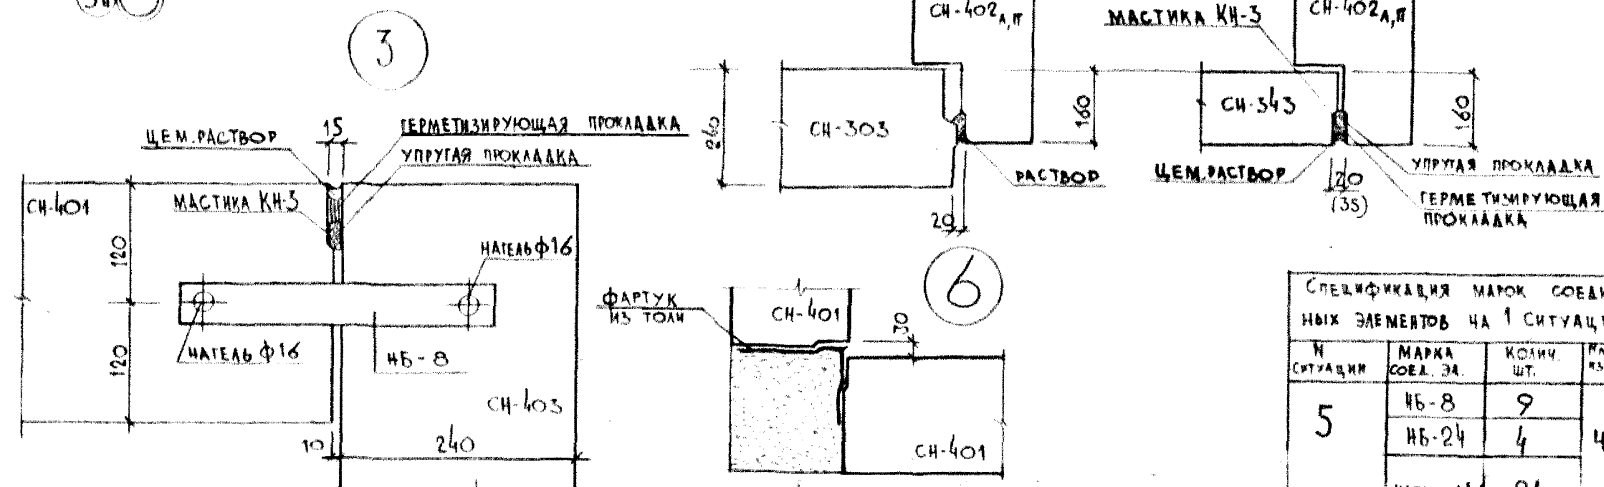 3
15
ЦЕМ.РАСТВОР
ГЕРМЕТИЗИРУЮЩАЯ ПРОКЛАДКА
УПРУГАЯ ПРОКЛАДКА
СН-401
МАСТИКА КН-3
120
НАГЕЛЬ Ф16
НАГЕЛЬ Ф16
НБ-8
120
СН-403
10
240
СН-402А,П
СН-303
240
160
РАСТВОР
20
МАСТИКА КН-3
СН-402А,П
СН-343
160
ЦЕМ.РАСТВОР
УПРУГАЯ ПРОКЛАДКА
20
(35)
ГЕРМЕТИЗИРУЮЩАЯ
ПРОКЛАДКА
6
ФАРТУК
ИЗ ТОЛИ
СН-401
30
СН-401
СПЕЦИФИКАЦИЯ МАРОК
НЫХ ЭЛЕМЕНТОВ НА 1
N
СИТУАЦИИ
МАРКА
СОЕД. ЭЛ.
КОЛИЧ.
ШТ.
5
НБ-8 9
НБ-24 4